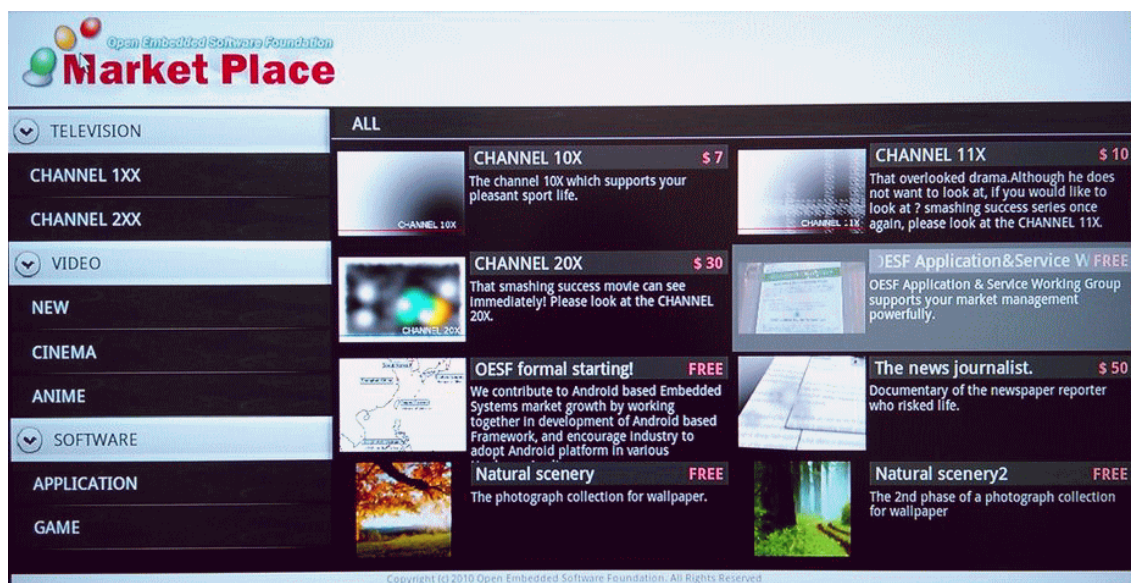 Open Embedded Software Foundation
Market Place
TELEVISION
CHANNEL 1XX
CHANNEL 2XX
VIDEO
NEW
CINEMA
ANIME
SOFTWARE
APPLICATION
GAME
ALL
CHANNEL 10X $ 7
The channel 10X which supports your
pleasant sport life.
CHANNEL 10X
CHANNEL 11X $ 10
That overlooked drama.Although he does
not want to look at, if you would like to
look at ? smashing success series once
again, please look at the CHANNEL 11X.
CHANNEL 11X
CHANNEL 20X $ 30
That smashing success movie can see
immediately! Please look at the CHANNEL
20X.
CHANNEL 20X
OESF Application&Service W FREE
OESF Application & Service Working Group
supports your market management
powerfully.
OESF formal starting! FREE
We contribute to Android based Embedded
Systems market growth by working
together in development of Android based
Framework, and encourage industry to
adopt Android platform in various
The news journalist. $ 50
Documentary of the newspaper reporter
who risked life.
Natural scenery FREE
The photograph collection for wallpaper.
Natural scenery2 FREE
The 2nd phase of a photograph collection
for wallpaper
Copyright (c) 2010 Open Embedded Software Foundation. All Rights Reserved